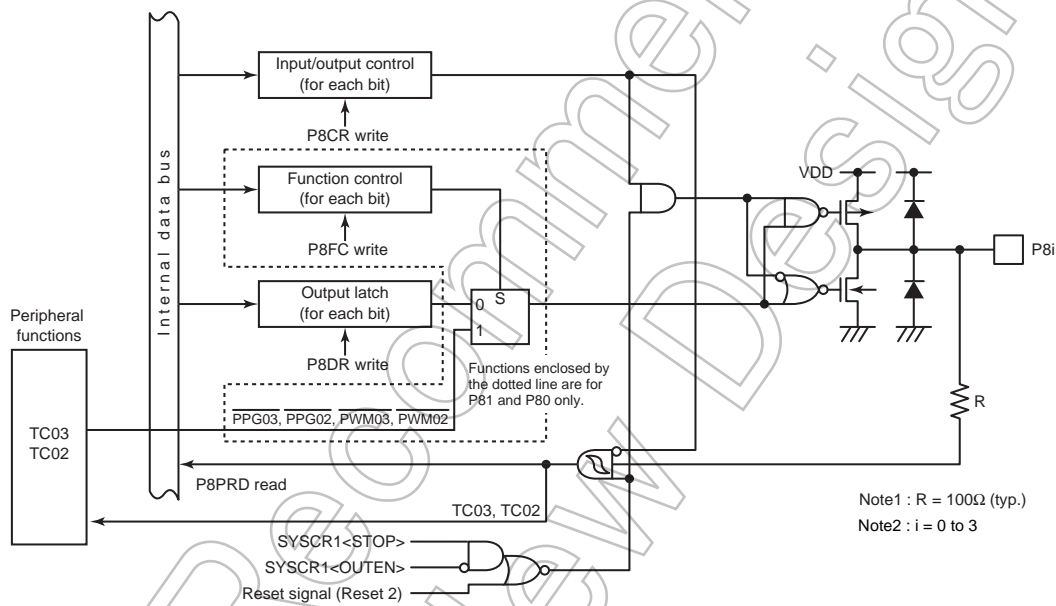 Input/output control
(for each bit)
P8CR write
Internal data bus
Function control
(for each bit)
P8FC write
Output latch
(for each bit)
P8DR write
0
S
1
Functions enclosed by
the dotted line are for
P81 and P80 only.
VDD
P8i
R
Peripheral
functions
TC03
TC02
PPG03, PPG02, PWM03, PWM02
P8PRD read
TC03, TC02
SYSCR1<STOP>
SYSCR1<OUTEN>
Reset signal (Reset 2)
Note1 : R = 100Ω (typ.)
Note2 : i = 0 to 3